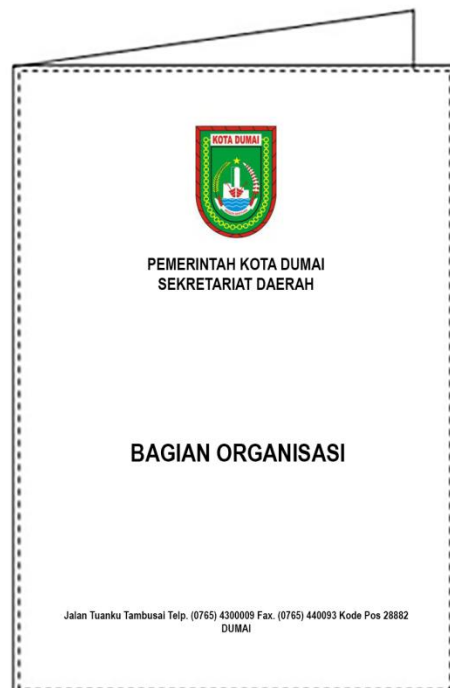 KOTA DUMAI
PEMERINTAH KOTA DUMAI
SEKRETARIAT DAERAH
BAGIAN ORGANISASI
Jalan Tuanku Tambusai Telp. (0765) 4300009 Fax. (0765) 440093 Kode Pos 28882
DUMAI